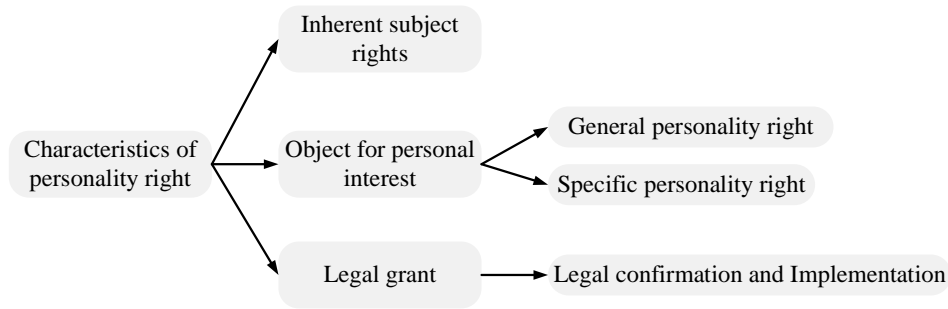 Inherent subject
rights
Characteristics of
personality right
Object for personal
interest
General personality right
Specific personality right
Legal grant
Legal confirmation and Implementation